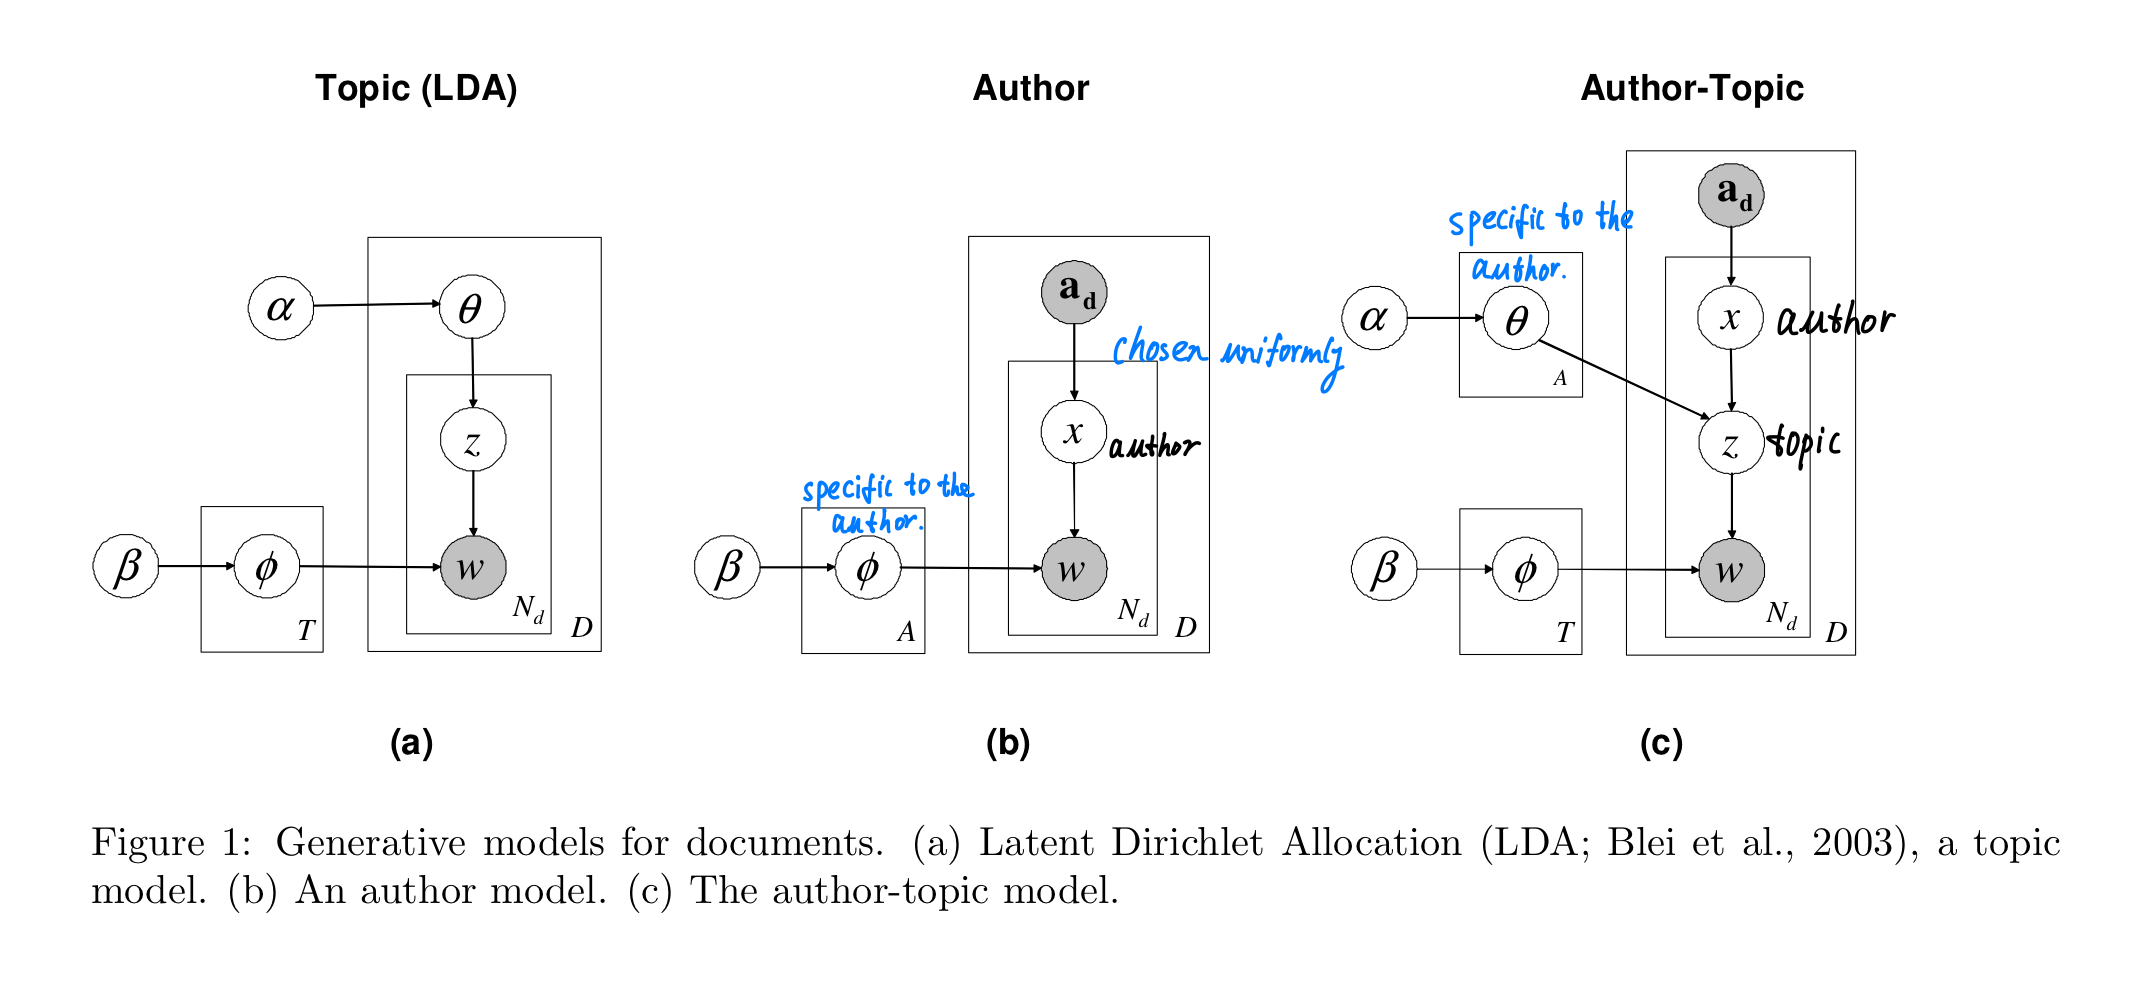 Topic (LDA)
Author
Author-Topic
α
θ
z
β
ϕ
w
T
N_d
D
a_d
chosen uniformly
x
author
specific to the
author.
β
ϕ
w
A
N_d
D
a_d
specific to the
author.
α
θ
A
x
author
z
topic
β
ϕ
w
T
N_d
D
(a)
(b)
(c)
Figure 1: Generative models for documents. (a) Latent Dirichlet Allocation (LDA; Blei et al., 2003), a topic
model. (b) An author model. (c) The author-topic model.